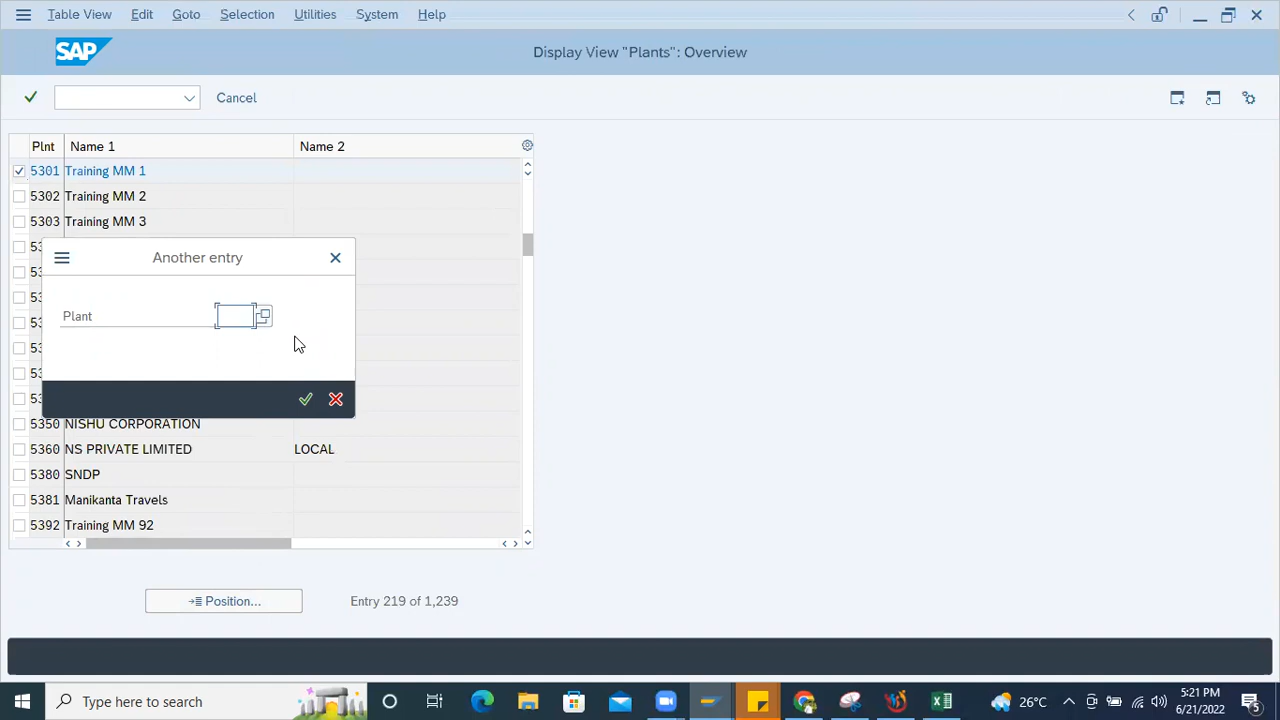 Table View Edit Goto Selection Utilities System Help
SAP
Display View "Plants": Overview
Cancel
Plnt Name 1 Name 2
5301 Training MM 1
5302 Training MM 2
5303 Training MM 3
Another entry
Plant
5350 NISHU CORPORATION
5360 NS PRIVATE LIMITED LOCAL
5380 SNDP
5381 Manikanta Travels
5392 Training MM 92
Position... Entry 219 of 1,239
Type here to search
26°C
5:21 PM
6/21/2022
5